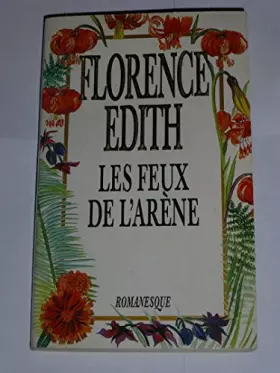 FLORENCE
EDITH
LES FEUX
DE L'ARÈNE
ROMANESQUE